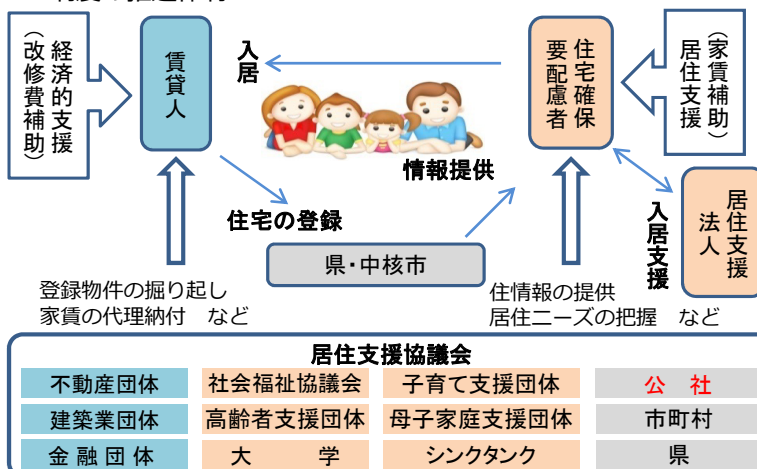 経済的支援
（改修費補助）
賃貸人
入居
住宅確保
要配慮者
（家賃補助）
居住支援
情報提供
住宅の登録
県・中核市
入居支援
居住支援
法人
登録物件の掘り起し
家賃の代理納付　など
住情報の提供
居住ニーズの把握　など
居住支援協議会
不動産団体 社会福祉協議会 子育て支援団体 公　社
建築業団体 高齢者支援団体 母子家庭支援団体 市町村
金融団体 大　　学 シンクタンク 県